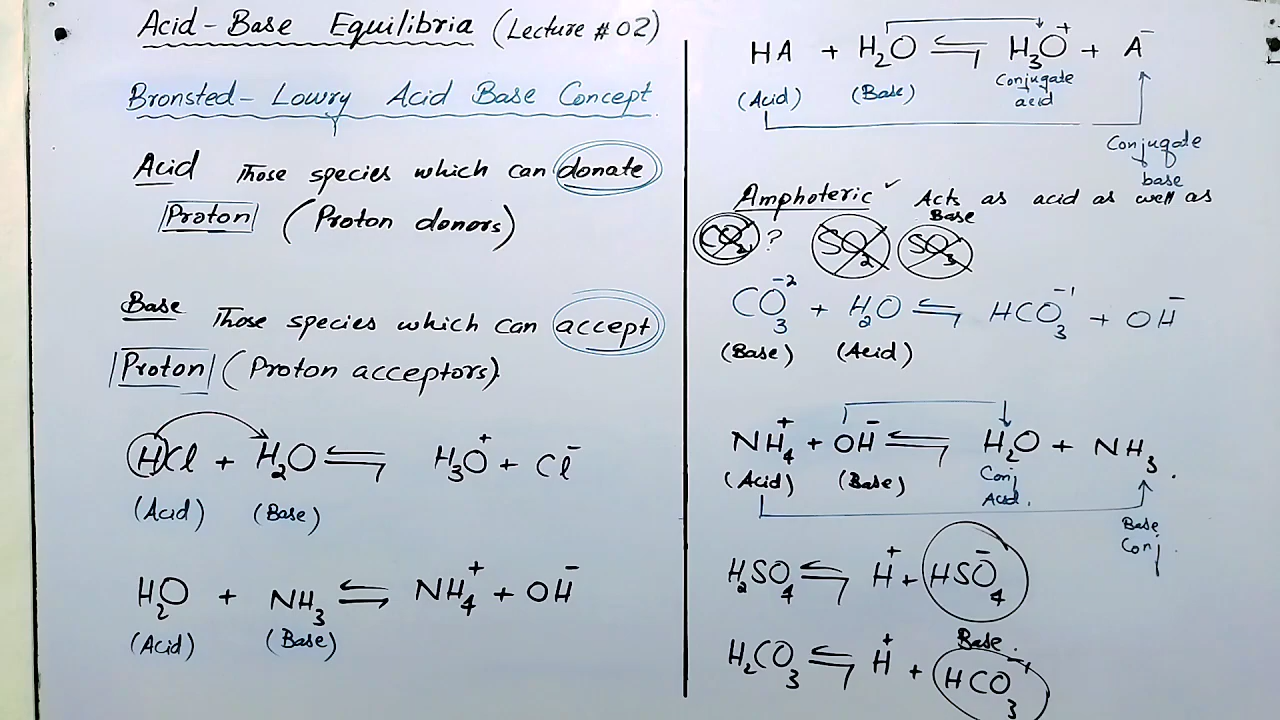 Acid-Base Equilibria (Lecture #02)
Bronsted-Lowry Acid Base Concept
Acid Those species which can donate
Proton (Proton donors)
Base Those species which can accept
Proton (Proton acceptors)
HCl + H₂O ⇌ H₃O⁺ + Cl⁻
(Acid) (Base)
H₂O + NH₃ ⇌ NH₄⁺ + OH⁻
(Acid) (Base)
HA + H₂O ⇌ H₃O⁺ + A⁻
(Acid) (Base) Conjugate
acid
Conjugate
base
Amphoteric ✓ Acts as acid as well as
Base
CO₂ ? SO₂ SO₃
CO₃⁻² + H₂O ⇌ HCO₃⁻¹ + OH⁻
(Base) (Acid)
NH₄⁺ + OH⁻ ⇌ H₂O + NH₃.
(Acid) (Base) Conj
Acid.
Base
Conj.
H₂SO₄ ⇌ H⁺ + HSO₄⁻
Base.
H₂CO₃ ⇌ H⁺ + HCO₃⁻¹